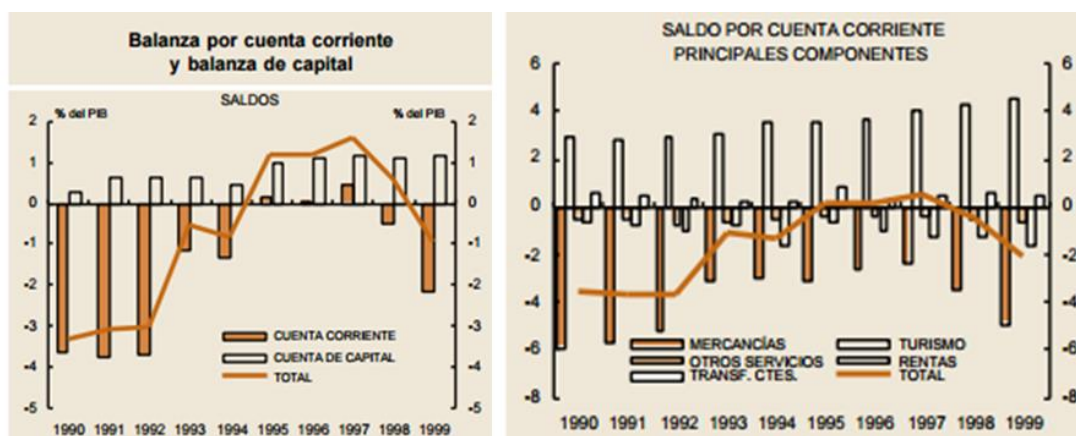 Balanza por cuenta corriente
y balanza de capital
SALDOS
% del PIB % del PIB
2 2
1 1
0 0
-1 -1
-2 -2
-3 -3
-4 -4
-5 -5
CUENTA CORRIENTE
CUENTA DE CAPITAL
TOTAL
1990 1991 1992 1993 1994 1995 1996 1997 1998 1999
SALDO POR CUENTA CORRIENTE
PRINCIPALES COMPONENTES
6 6
4 4
2 2
0 0
-2 -2
-4 -4
-6 -6
-8 -8
MERCANCÍAS TURISMO
OTROS SERVICIOS RENTAS
TRANSF. CTES. TOTAL
1990 1991 1992 1993 1994 1995 1996 1997 1998 1999